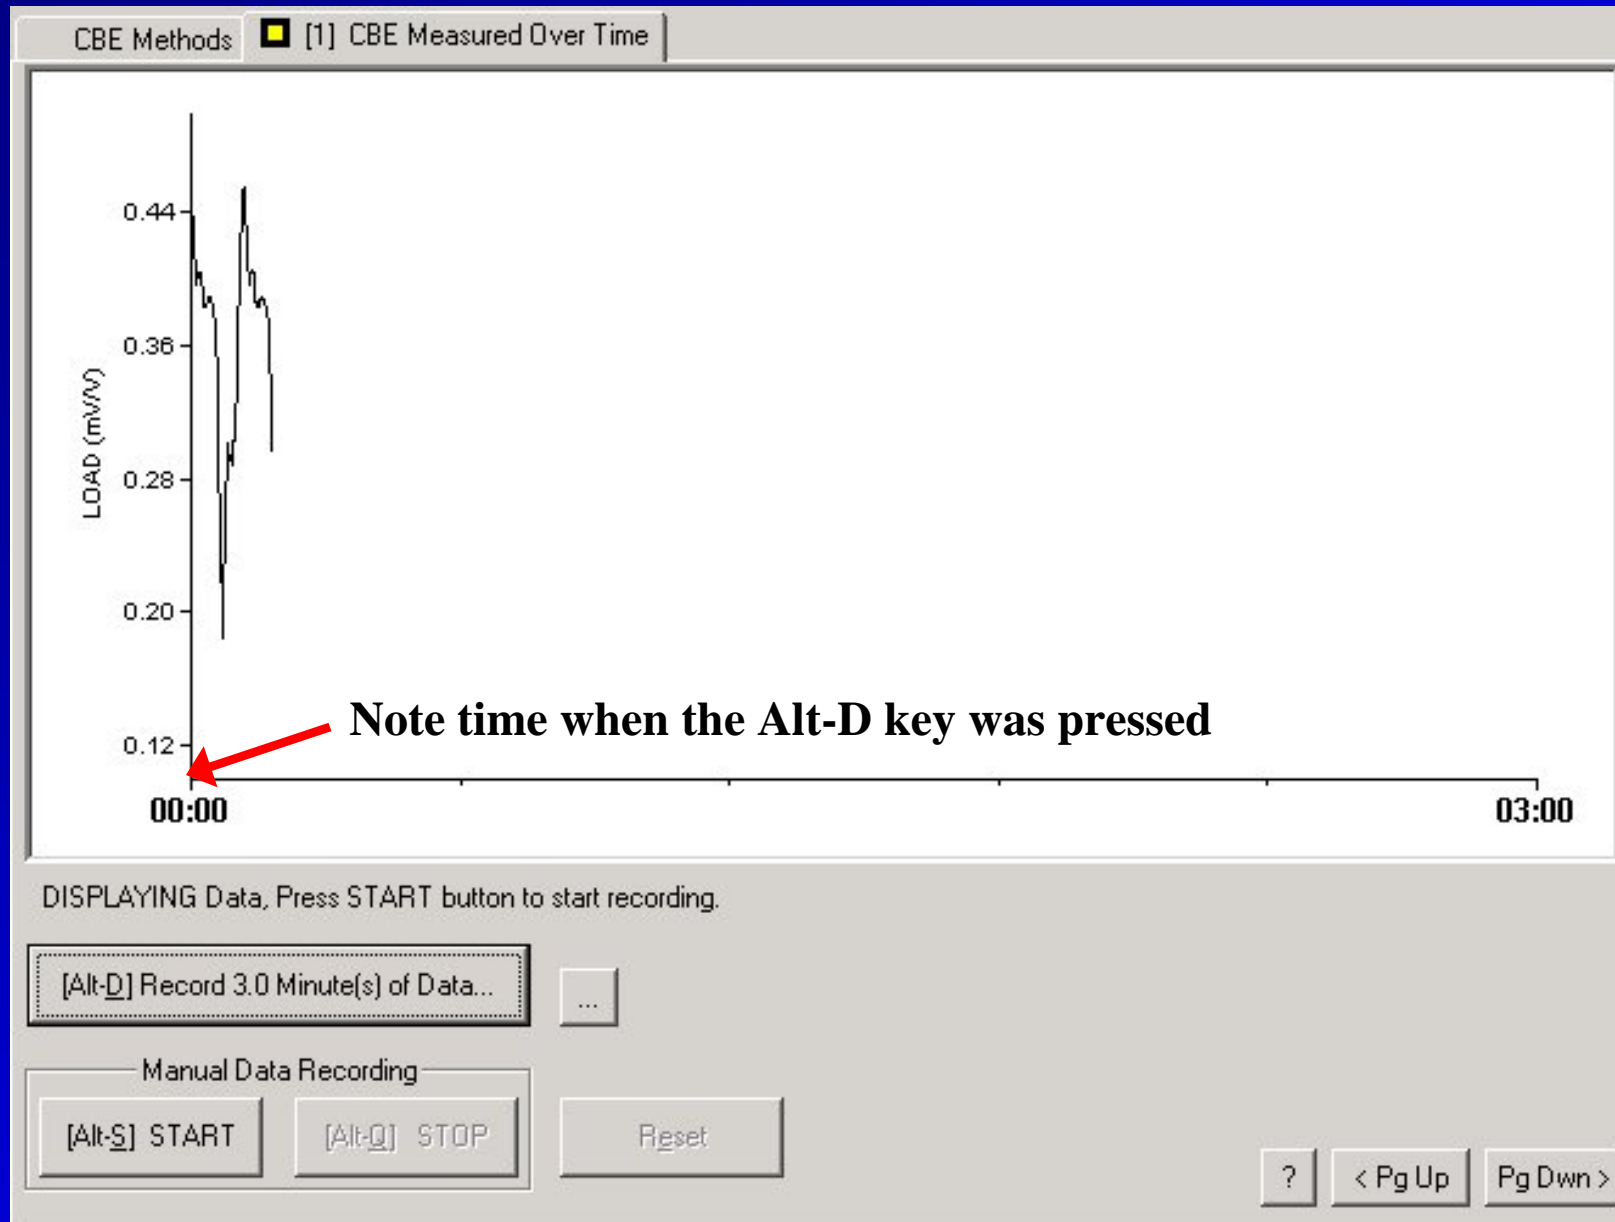 CBE Methods
[1] CBE Measured Over Time
0.44
0.36
0.28
0.20
0.12
LOAD (mV/V)
Note time when the Alt-D key was pressed
00:00
03:00
DISPLAYING Data, Press START button to start recording.
[Alt-D] Record 3.0 Minute(s) of Data...
...
Manual Data Recording
[Alt-S] START
[Alt-Q] STOP
Reset
?
< Pg Up
Pg Dwn >